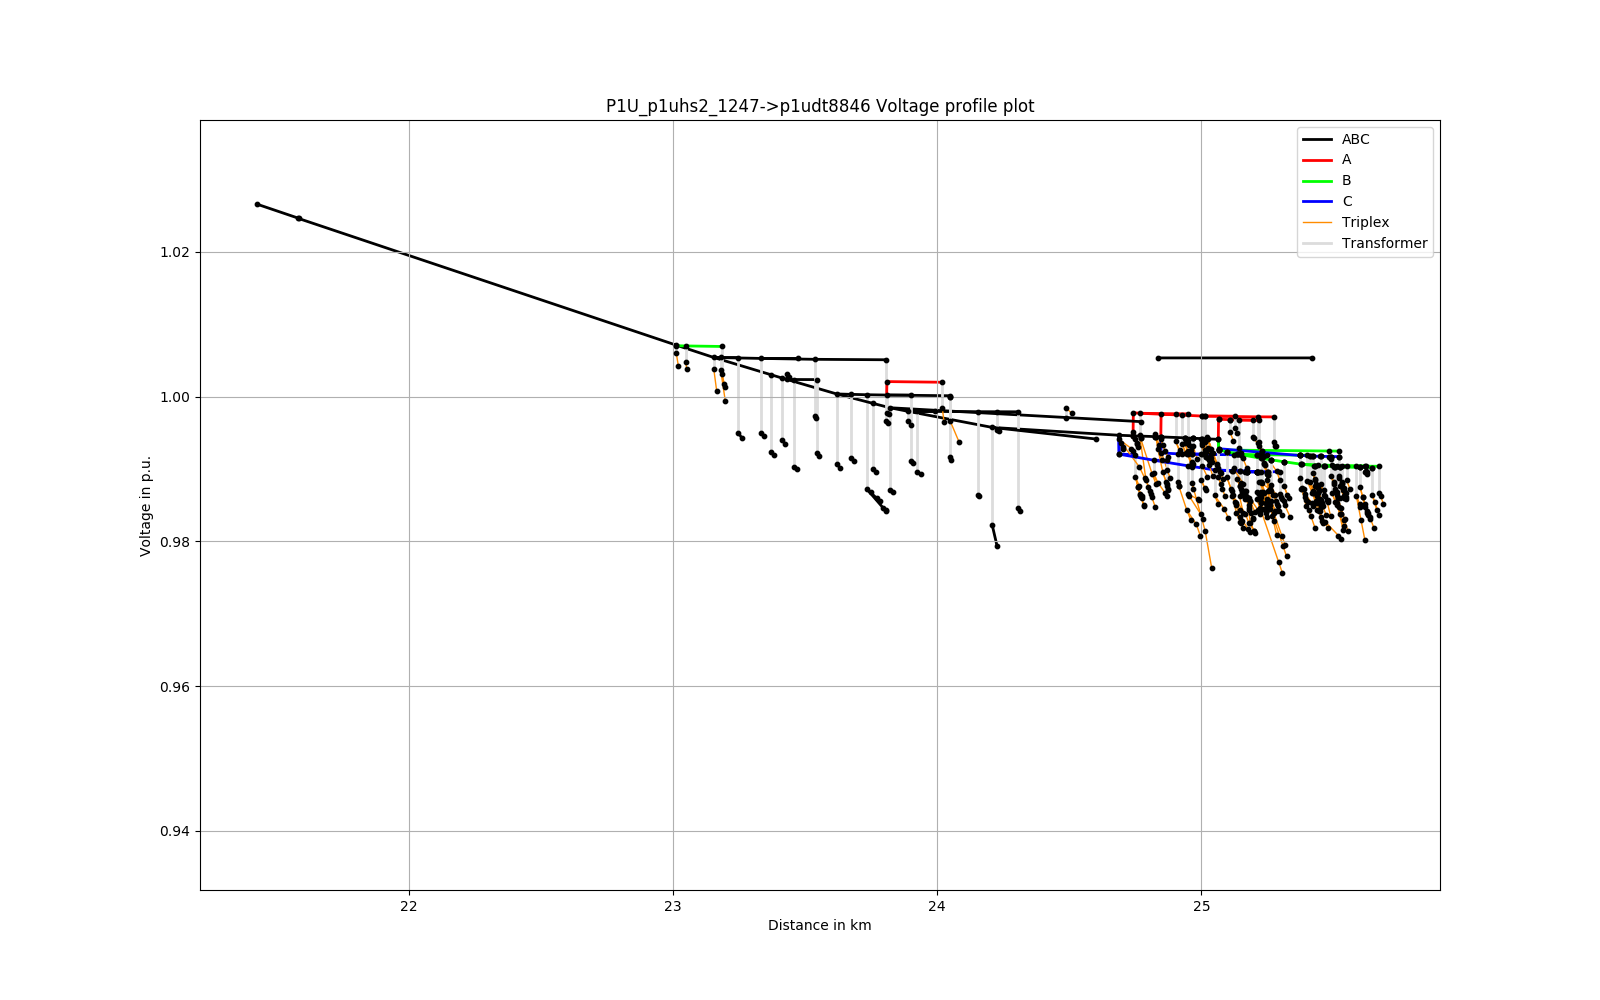 P1U_p1uhs2_1247->p1udt8846 Voltage profile plot
ABC
A
B
C
Triplex
Transformer
Voltage in p.u.
1.02
1.00
0.98
0.96
0.94
22
23
24
25
Distance in km